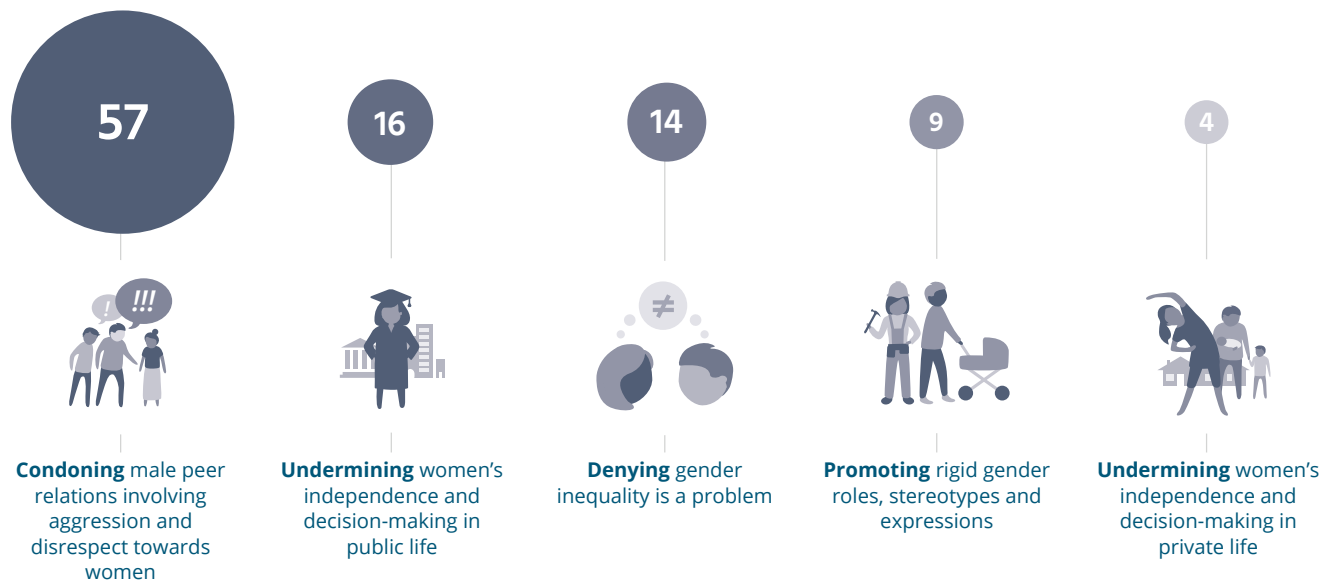 57
16
14
9
4
! !!!
≠
Condoning male peer
relations involving
aggression and
disrespect towards
women
Undermining women’s
independence and
decision-making in
public life
Denying gender
inequality is a problem
Promoting rigid gender
roles, stereotypes and
expressions
Undermining women’s
independence and
decision-making in
private life